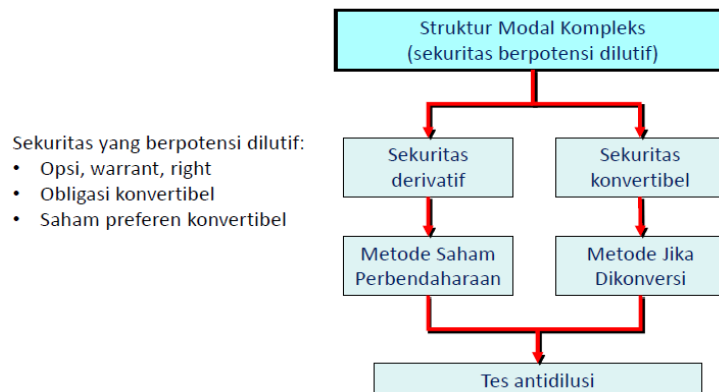 Struktur Modal Kompleks
(sekuritas berpotensi dilutif)
Sekuritas yang berpotensi dilutif:
• Opsi, warrant, right
• Obligasi konvertibel
• Saham preferen konvertibel
Sekuritas
derivatif
Sekuritas
konvertibel
Metode Saham
Perbendaharaan
Metode Jika
Dikonversi
Tes antidilusi